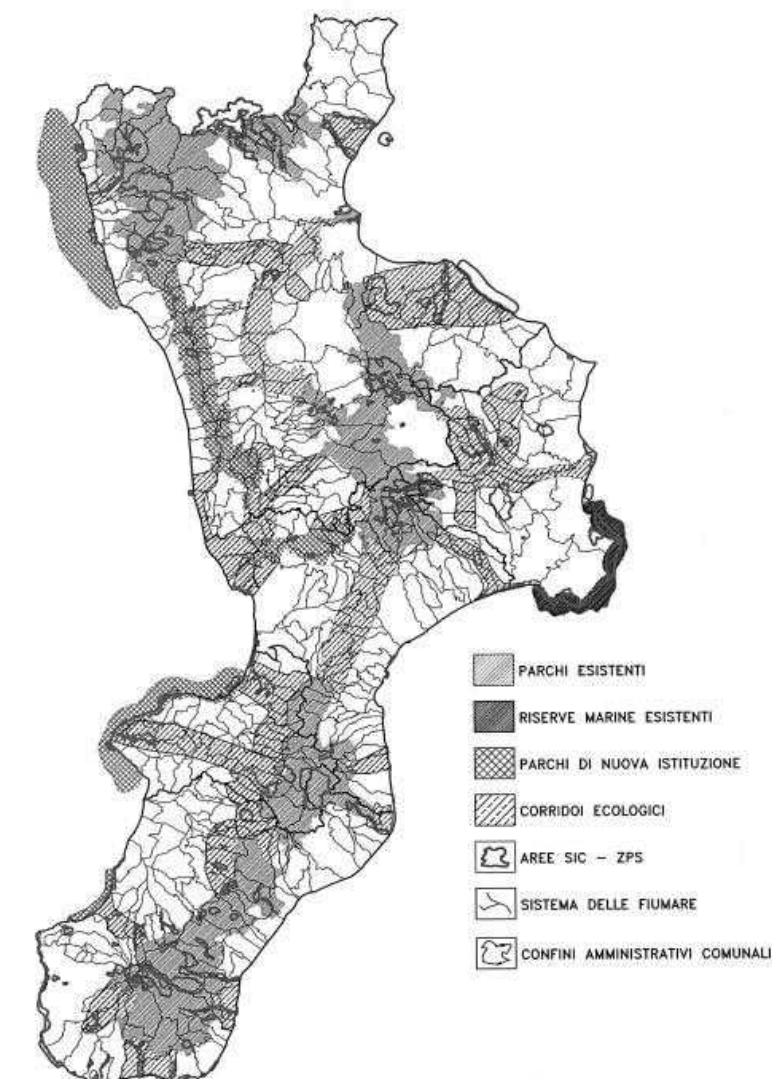 PARCHI ESISTENTI
RISERVE MARINE ESISTENTI
PARCHI DI NUOVA ISTITUZIONE
CORRIDOI ECOLOGICI
AREE SIC - ZPS
SISTEMA DELLE FIUMARE
CONFINI AMMINISTRATIVI COMUNALI